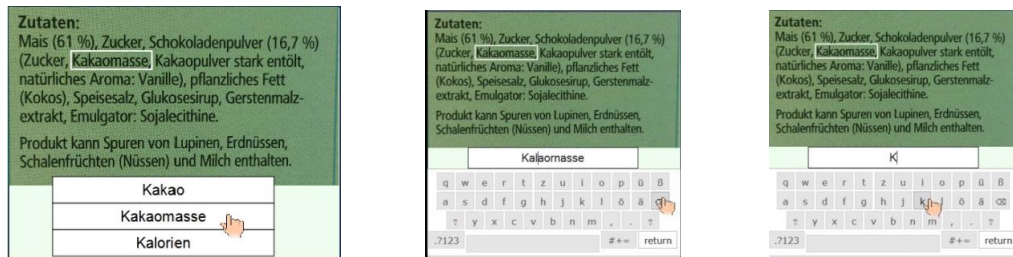 Zutaten:
Mais (61 %), Zucker, Schokoladenpulver (16,7 %)
(Zucker, Kakaomasse, Kakaopulver stark entölt,
natürliches Aroma: Vanille), pflanzliches Fett
(Kokos), Speisesalz, Glukosesirup, Gerstenmalz-
extrakt, Emulgator: Sojalecithine.
Produkt kann Spuren von Lupinen, Erdnüssen,
Schalenfrüchten (Nüssen) und Milch enthalten.
Kakao
Kakaomasse
Kalorien
Zutaten:
Mais (61 %), Zucker, Schokoladenpulver (16,7 %)
(Zucker, Kakaomasse, Kakaopulver stark entölt,
natürliches Aroma: Vanille), pflanzliches Fett
(Kokos), Speisesalz, Glukosesirup, Gerstenmalz-
extrakt, Emulgator: Sojalecithine.
Produkt kann Spuren von Lupinen, Erdnüssen,
Schalenfrüchten (Nüssen) und Milch enthalten.
Kalaornasse
q w e r t z u i o p ü ß
a s d f g h j k l ö ä
y x c v b n m , .
.?123 #+= return
Zutaten:
Mais (61 %), Zucker, Schokoladenpulver (16,7 %)
(Zucker, Kakaomasse, Kakaopulver stark entölt,
natürliches Aroma: Vanille), pflanzliches Fett
(Kokos), Speisesalz, Glukosesirup, Gerstenmalz-
extrakt, Emulgator: Sojalecithine.
Produkt kann Spuren von Lupinen, Erdnüssen,
Schalenfrüchten (Nüssen) und Milch enthalten.
K
q w e r t z u i o p ü ß
a s d f g h j k l ö ä
y x c v b n m , .
.?123 #+= return